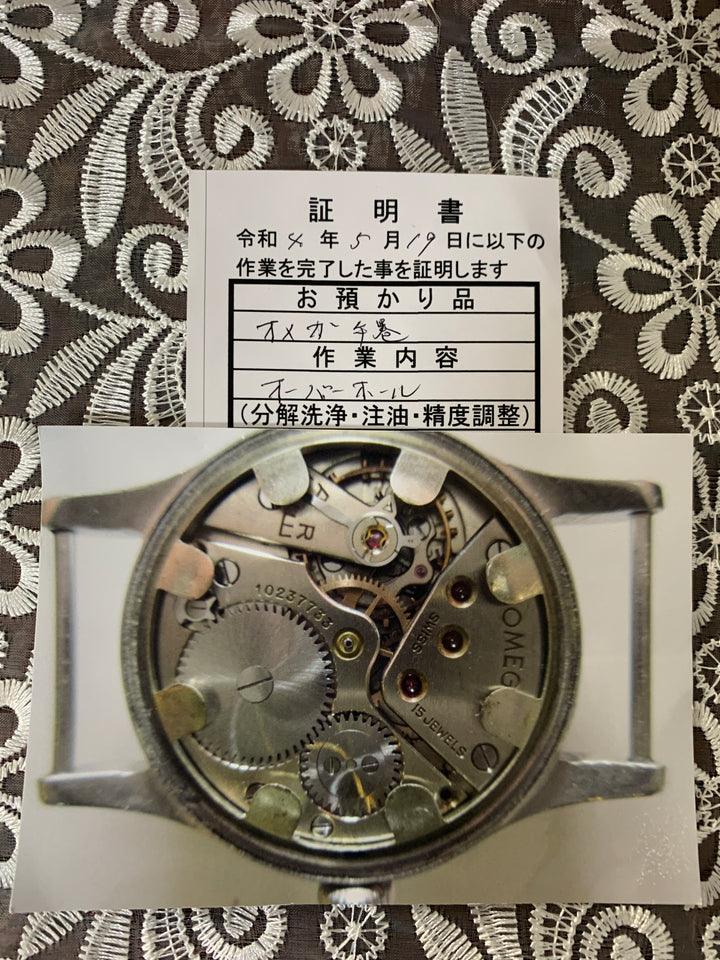 証明書
令和4年5月19日に以下の
作業を完了した事を証明します
お預かり品
オメガ手巻
作業内容
オーバーホール
(分解洗浄・注油・精度調整)
A
R
F
10237733
OMEG
SWISS
15 JEWELS